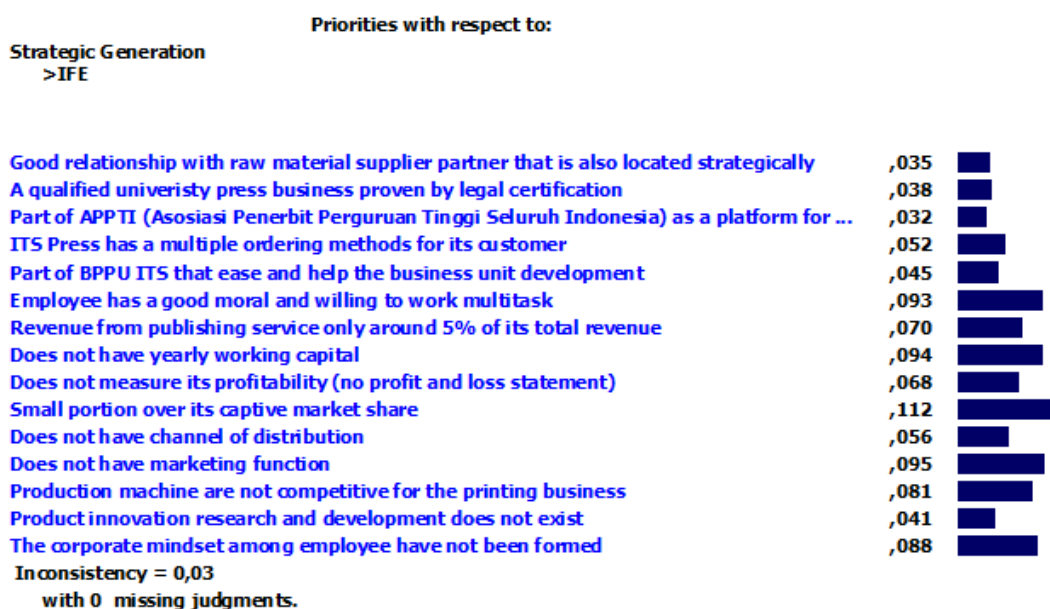 Priorities with respect to:
Strategic Generation
>IFE
Good relationship with raw material supplier partner that is also located strategically ,035
A qualified univeristy press business proven by legal certification ,038
Part of APPTI (Asosiasi Penerbit Perguruan Tinggi Seluruh Indonesia) as a platform for ... ,032
ITS Press has a multiple ordering methods for its customer ,052
Part of BPPU ITS that ease and help the business unit development ,045
Employee has a good moral and willing to work multitask ,093
Revenue from publishing service only around 5% of its total revenue ,070
Does not have yearly working capital ,094
Does not measure its profitability (no profit and loss statement) ,068
Small portion over its captive market share ,112
Does not have channel of distribution ,056
Does not have marketing function ,095
Production machine are not competitive for the printing business ,081
Product innovation research and development does not exist ,041
The corporate mindset among employee have not been formed ,088
Inconsistency = 0,03
with 0 missing judgments.